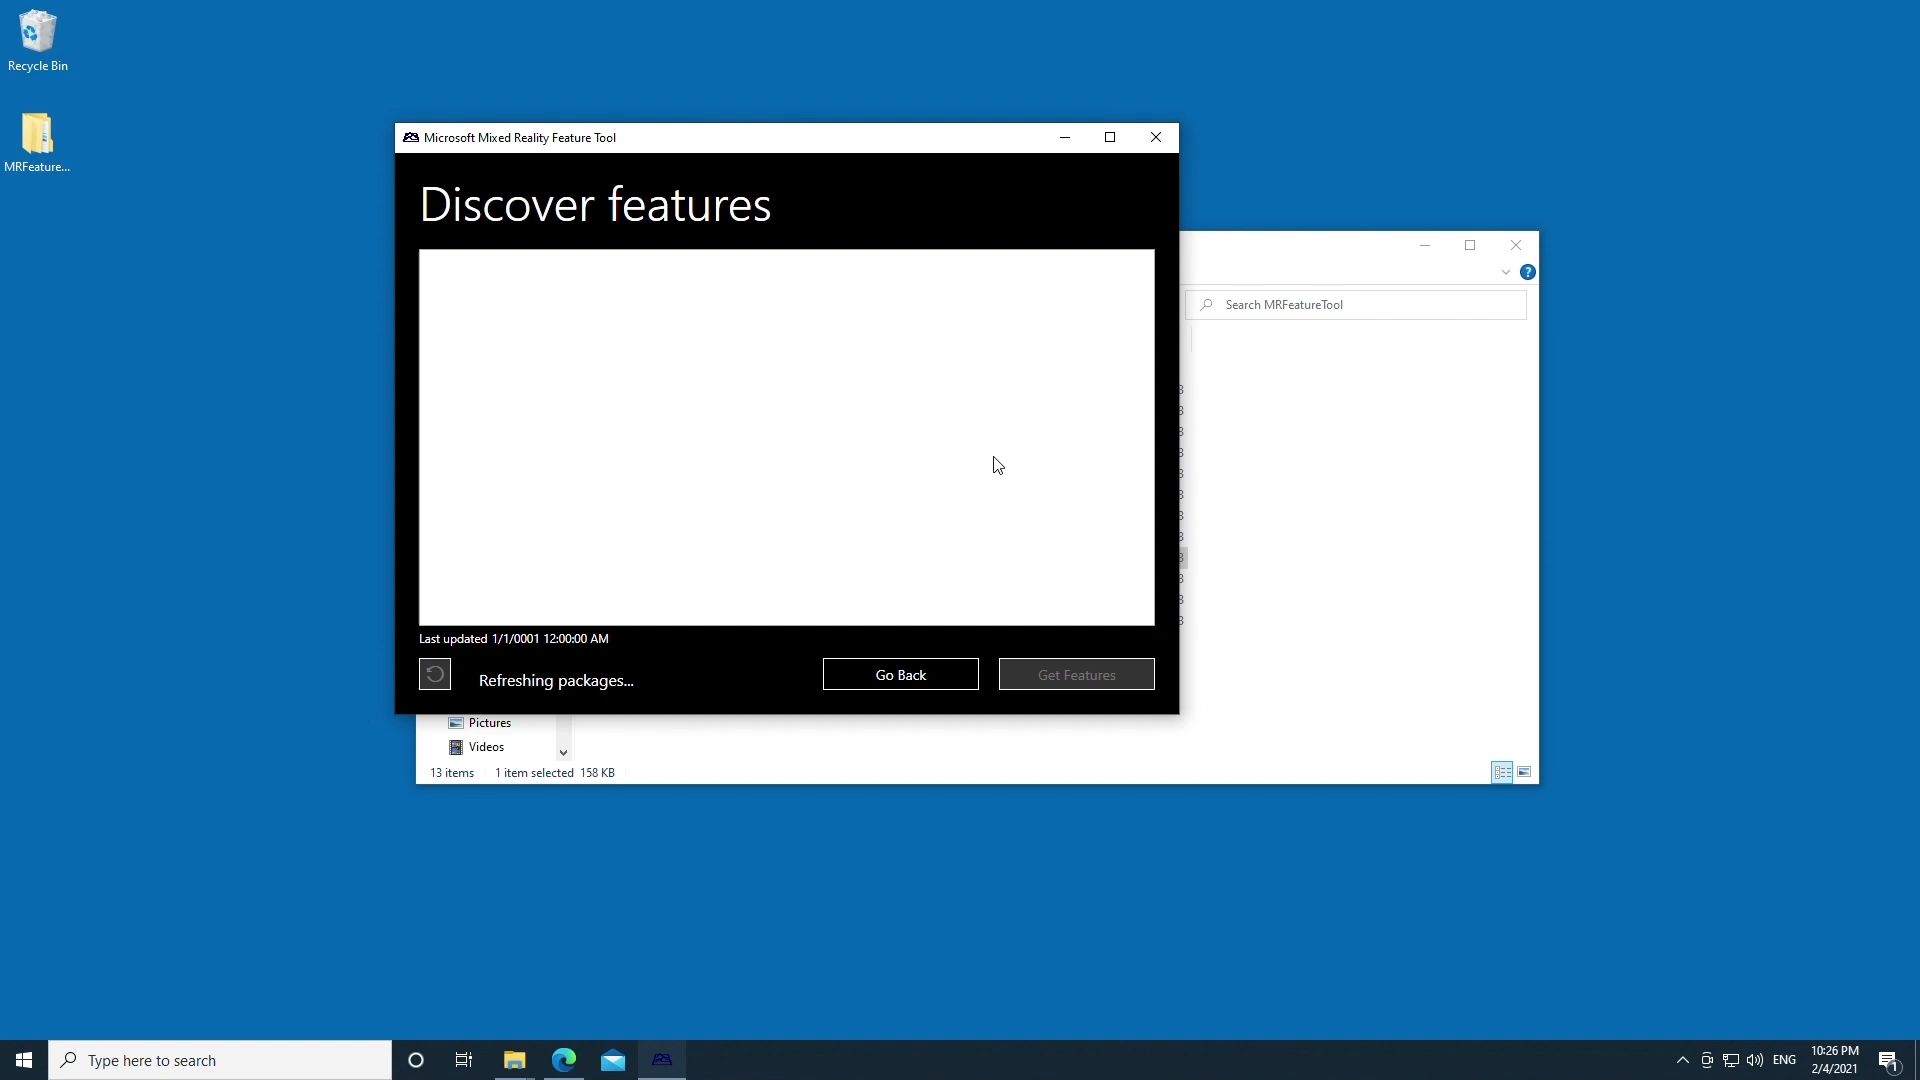 Recycle Bin
MRFeature...
Microsoft Mixed Reality Feature Tool
Discover features
Search MRFeatureTool
Last updated 1/1/0001 12:00:00 AM
Refreshing packages...
Go Back
Get Features
Pictures
Videos
13 items
1 item selected 158 KB
Type here to search
ENG
10:26 PM
2/4/2021
1